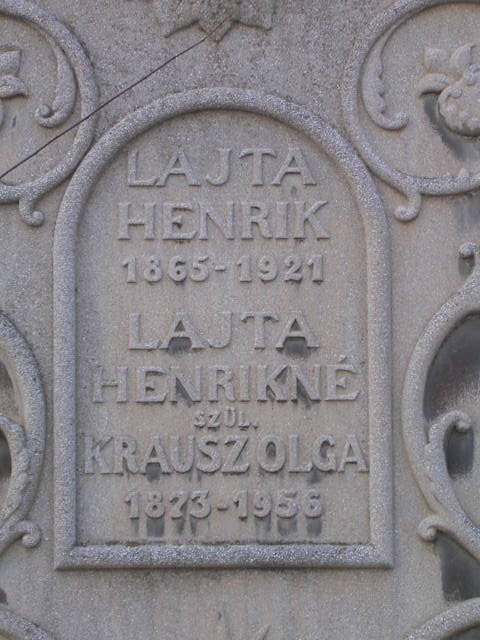 LAJTA
HENRIK
1865-1921
LAJTA
HENRIKNÉ
SZÜL.
KRAUSZ OLGA
1873-1956